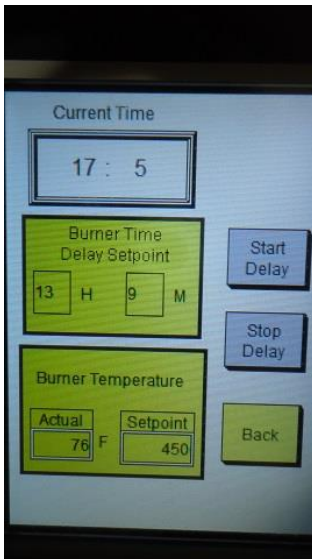 Current Time
17 : 5
Burner Time
Delay Setpoint
13 H 9 M
Start
Delay
Stop
Delay
Burner Temperature
Actual Setpoint
76 F 450
Back